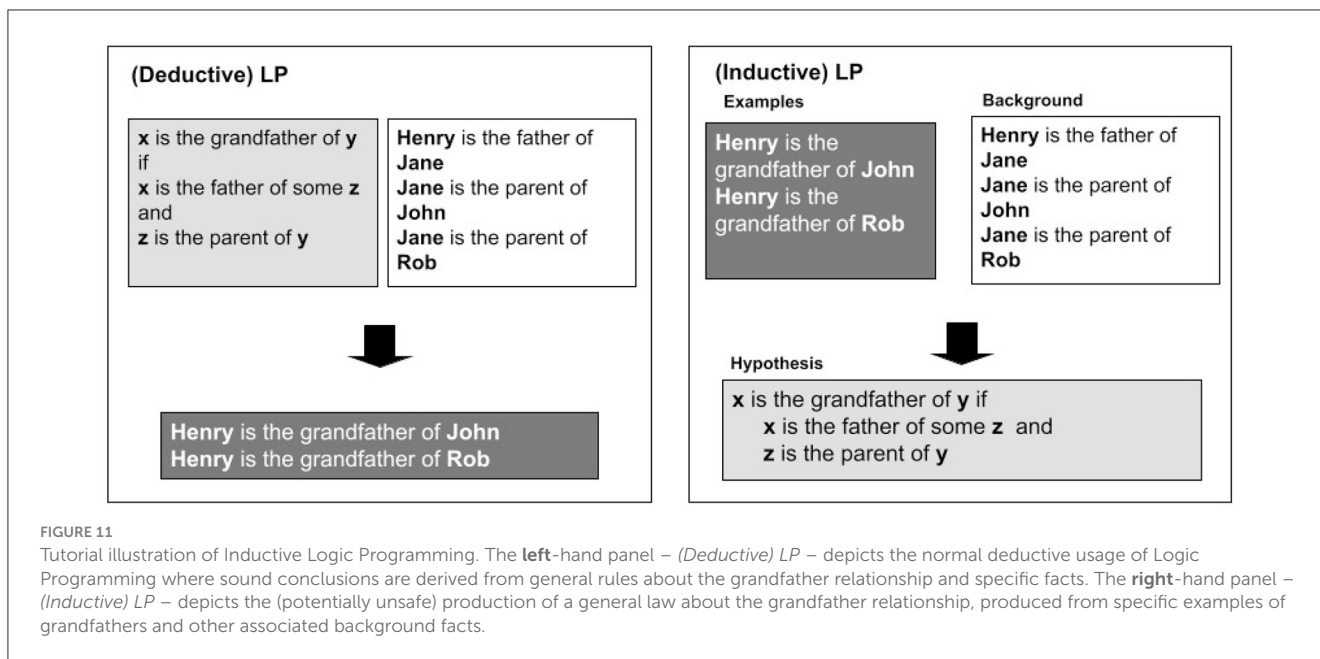 (Deductive) LP
x is the grandfather of y
if
x is the father of some z
and
z is the parent of y
Henry is the father of
Jane
Jane is the parent of
John
Jane is the parent of
Rob
Henry is the grandfather of John
Henry is the grandfather of Rob
(Inductive) LP
Examples
Henry is the
grandfather of John
Henry is the
grandfather of Rob
Background
Henry is the father of
Jane
Jane is the parent of
John
Jane is the parent of
Rob
Hypothesis
x is the grandfather of y if
x is the father of some z and
z is the parent of y
FIGURE 11
Tutorial illustration of Inductive Logic Programming. The left-hand panel – (Deductive) LP – depicts the normal deductive usage of Logic
Programming where sound conclusions are derived from general rules about the grandfather relationship and specific facts. The right-hand panel –
(Inductive) LP – depicts the (potentially unsafe) production of a general law about the grandfather relationship, produced from specific examples of
grandfathers and other associated background facts.